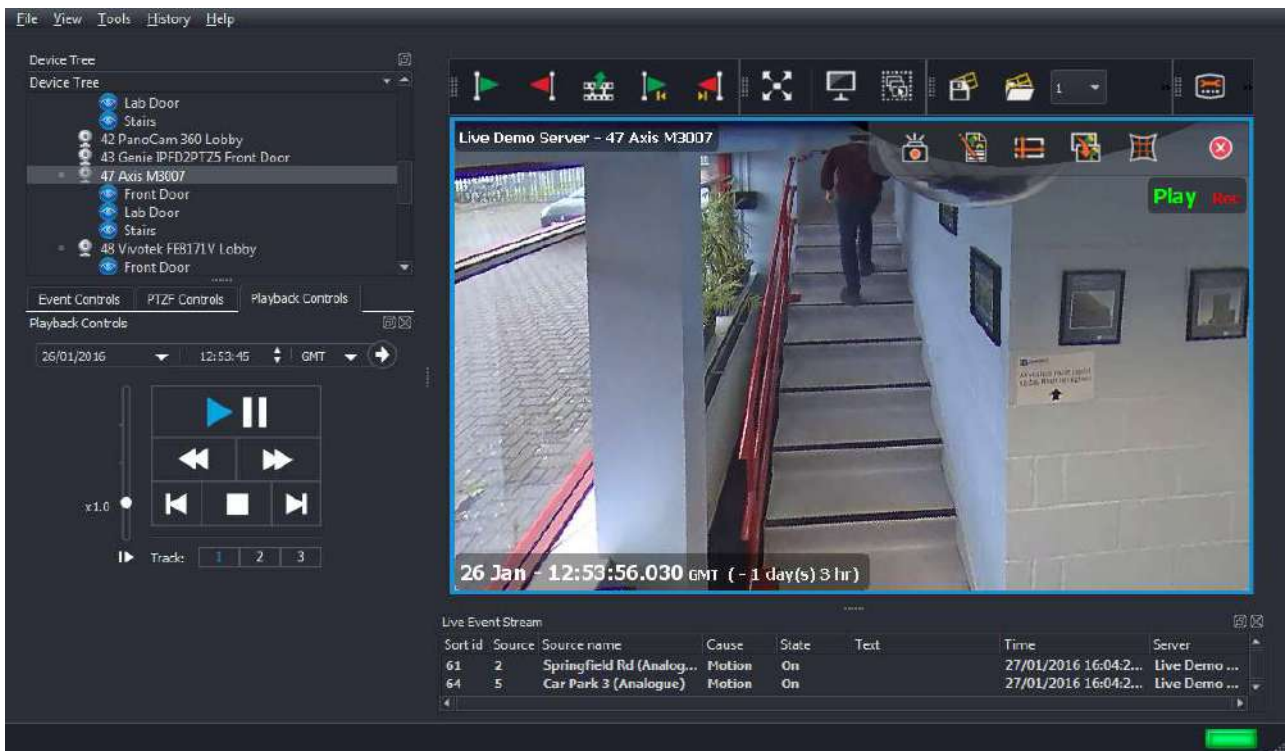 File View Tools History Help
Device Tree
Device Tree
Lab Door
Stairs
42 PanoCam 360 Lobby
43 Genie IPFD2PTZ5 Front Door
47 Axis M3007
Front Door
Lab Door
Stairs
48 Vivotek FE8171V Lobby
Front Door
Event Controls PTZF Controls Playback Controls
Playback Controls
26/01/2016 12:53:45 GMT
x1.0
Track: 1 2 3
1
Live Demo Server - 47 Axis M3007
Play Rec
26 Jan - 12:53:56.030 GMT ( - 1 day(s) 3 hr)
Live Event Stream
Sort id Source Source name Cause State Text Time Server
61 2 Springfield Rd (Analog... Motion On 27/01/2016 16:04:2... Live Demo ...
64 5 Car Park 3 (Analogue) Motion On 27/01/2016 16:04:2... Live Demo ...